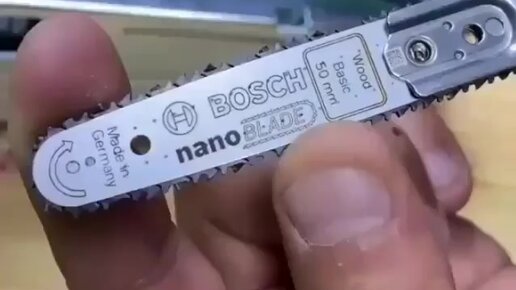 BOSCH
nanoBLADE
"Wood"
Basic
50 mm
Made in
Germany